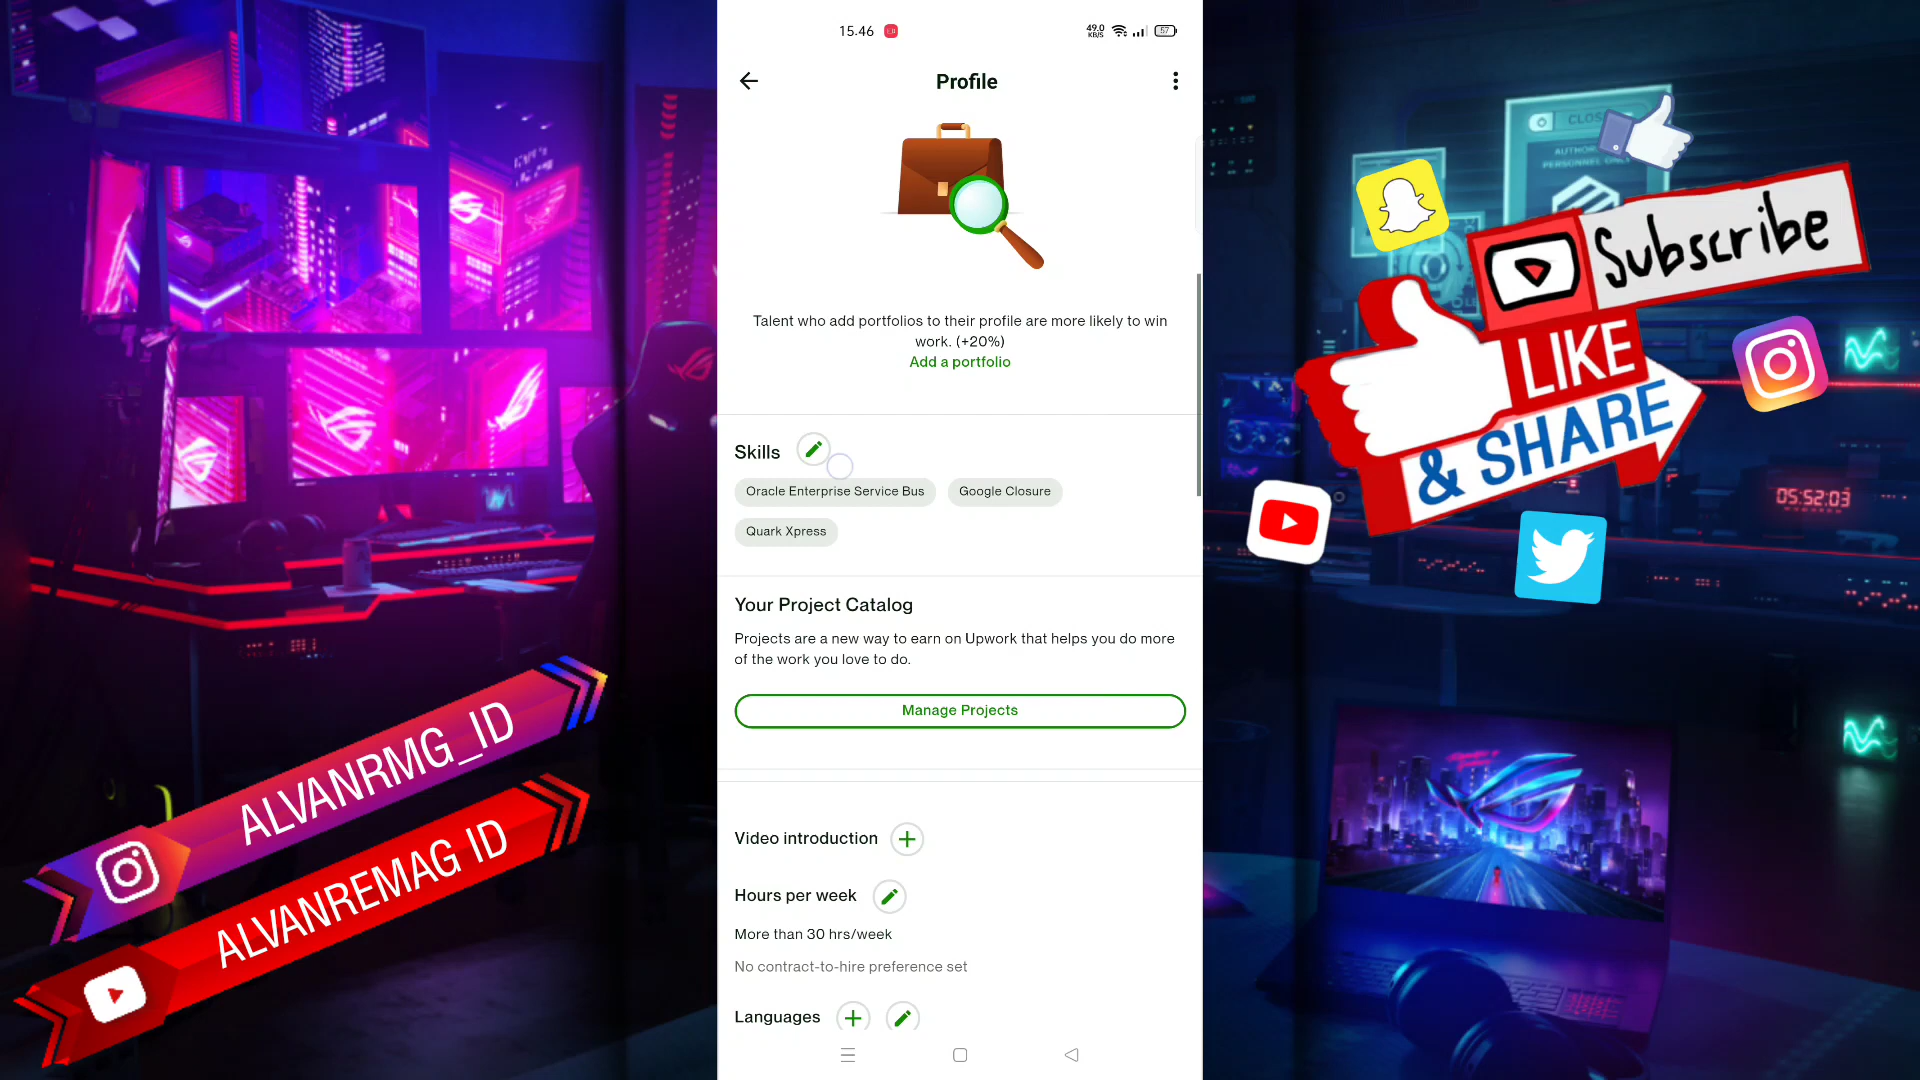 15.46
49.0
KB/S
57
Profile
Talent who add portfolios to their profile are more likely to win
work. (+20%)
Add a portfolio
Skills
Oracle Enterprise Service Bus
Google Closure
Quark Xpress
Your Project Catalog
Projects are a new way to earn on Upwork that helps you do more
of the work you love to do.
Manage Projects
Video introduction
Hours per week
More than 30 hrs/week
No contract-to-hire preference set
Languages
ALVANRMG_ID
ALVANREMAG ID
Subscribe
LIKE
& SHARE
05:52:03